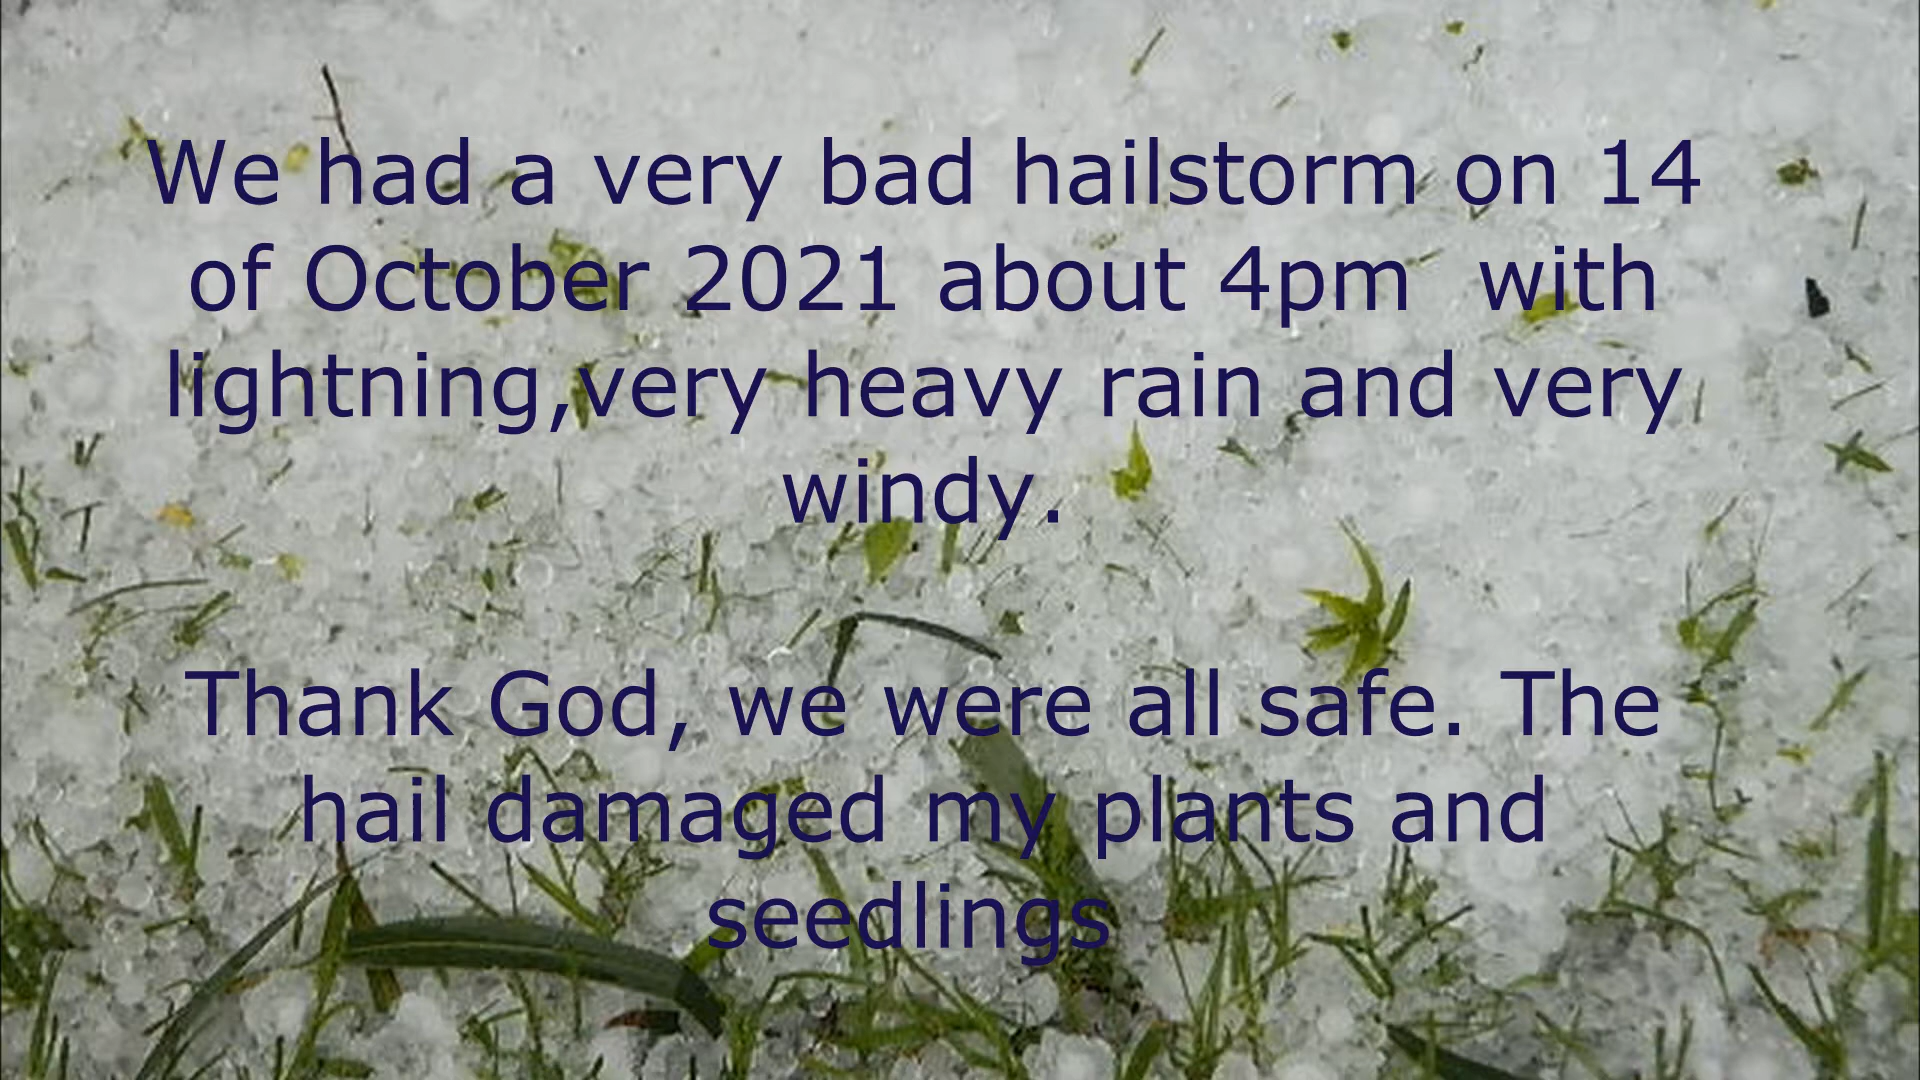 We had a very bad hailstorm on 14
of October 2021 about 4pm  with
lightning,very heavy rain and very
windy.
Thank God, we were all safe. The
hail damaged my plants and
seedlings